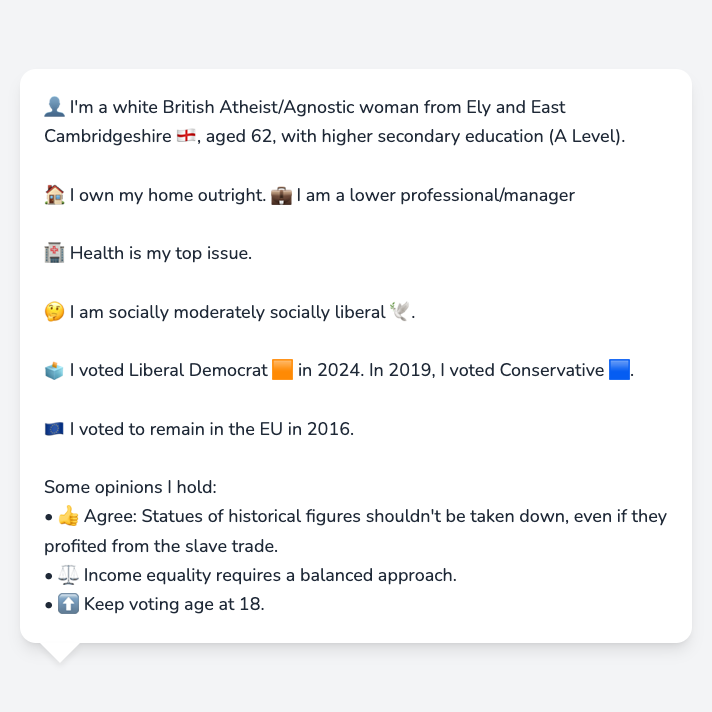 👤 I'm a white British Atheist/Agnostic woman from Ely and East
Cambridgeshire 🏴󠁧󠁢󠁥󠁮󠁧󠁿, aged 62, with higher secondary education (A Level).
🏠 I own my home outright. 💼 I am a lower professional/manager
🏥 Health is my top issue.
🤔 I am socially moderately socially liberal 🕊️.
🗳️ I voted Liberal Democrat 🟧 in 2024. In 2019, I voted Conservative 🟦.
🇪🇺 I voted to remain in the EU in 2016.
Some opinions I hold:
• 👍 Agree: Statues of historical figures shouldn't be taken down, even if they
profited from the slave trade.
• ⚖️ Income equality requires a balanced approach.
• ⬆️ Keep voting age at 18.